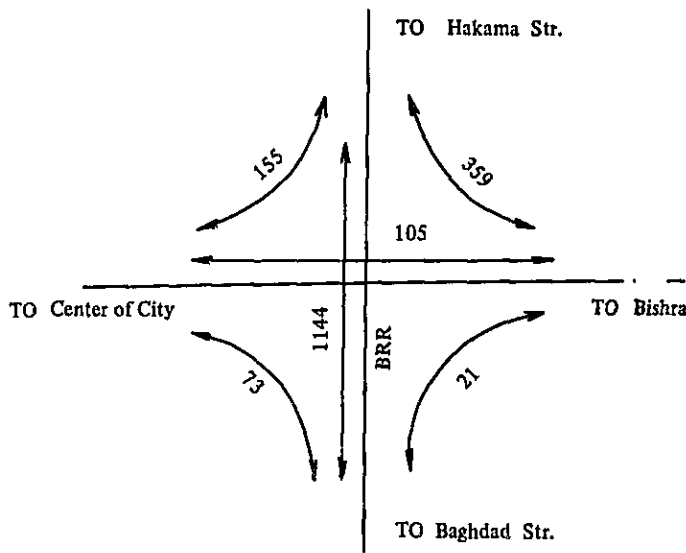 TO Hakama Str.
155
359
105
TO Center of City
TO Bishra
1144
BRR
73
21
TO Baghdad Str.